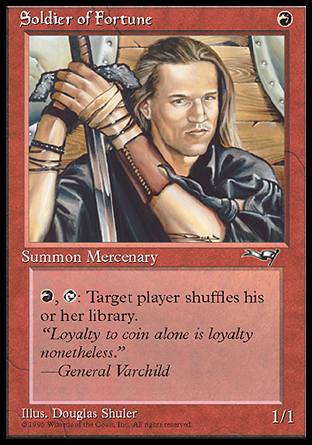 Soldier of Fortune
Summon Mercenary
, : Target player shuffles his
or her library.
“Loyalty to coin alone is loyalty
nonetheless.”
—General Varchild
Illus. Douglas Shuler
1/1
© 1996 Wizards of the Coast, Inc. All rights reserved.